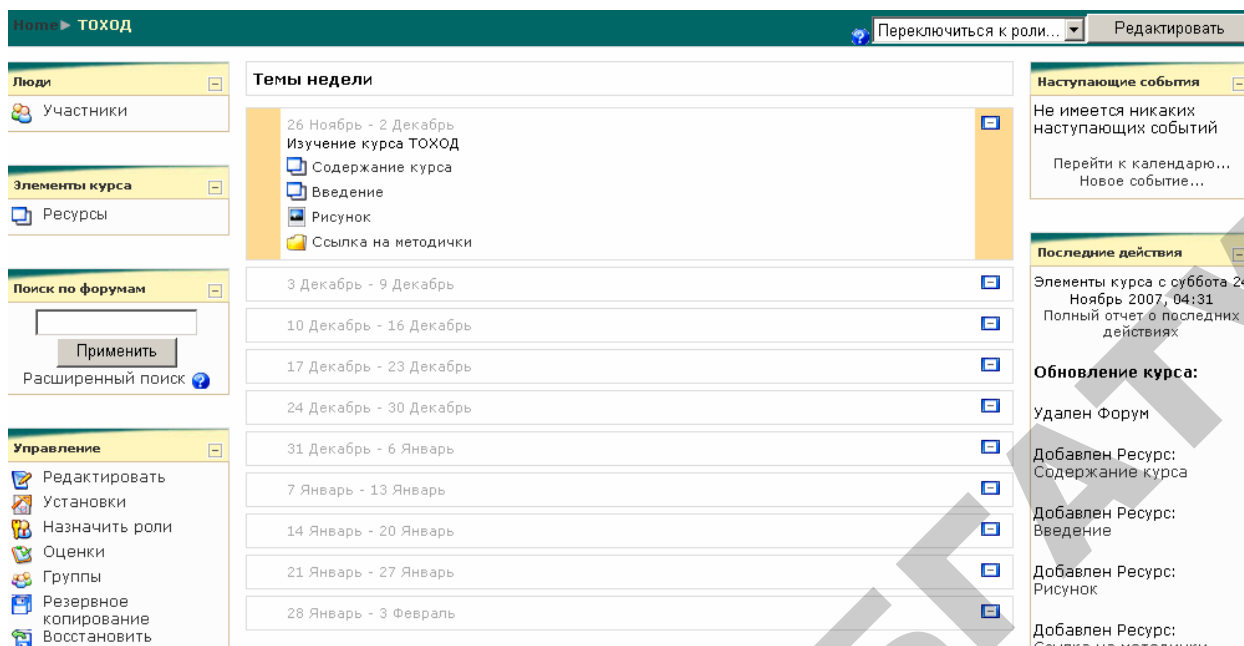 Home ► ТОХОД
Переключиться к роли...
Редактировать
Люди
Участники
Элементы курса
Ресурсы
Поиск по форумам
Применить
Расширенный поиск
Управление
Редактировать
Установки
Назначить роли
Оценки
Группы
Резервное
копирование
Восстановить
Темы недели
26 Ноябрь - 2 Декабрь
Изучение курса ТОХОД
Содержание курса
Введение
Рисунок
Ссылка на методички
3 Декабрь - 9 Декабрь
10 Декабрь - 16 Декабрь
17 Декабрь - 23 Декабрь
24 Декабрь - 30 Декабрь
31 Декабрь - 6 Январь
7 Январь - 13 Январь
14 Январь - 20 Январь
21 Январь - 27 Январь
28 Январь - 3 Февраль
Наступающие события
Не имеется никаких
наступающих событий
Перейти к календарю...
Новое событие...
Последние действия
Элементы курса с суббота 24
Ноябрь 2007, 04:31
Полный отчет о последних
действиях
Обновление курса:
Удален Форум
Добавлен Ресурс:
Содержание курса
Добавлен Ресурс:
Введение
Добавлен Ресурс:
Рисунок
Добавлен Ресурс:
Ссылка на методички
БГАТУ